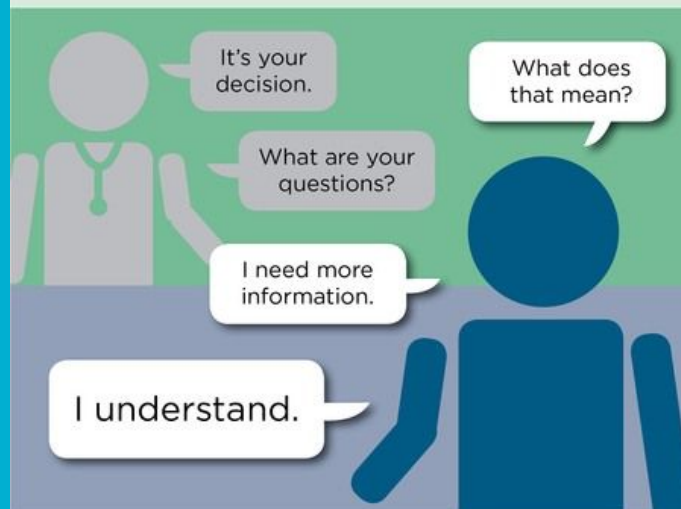 It's your
decision.
What does
that mean?
What are your
questions?
I need more
information.
I understand.